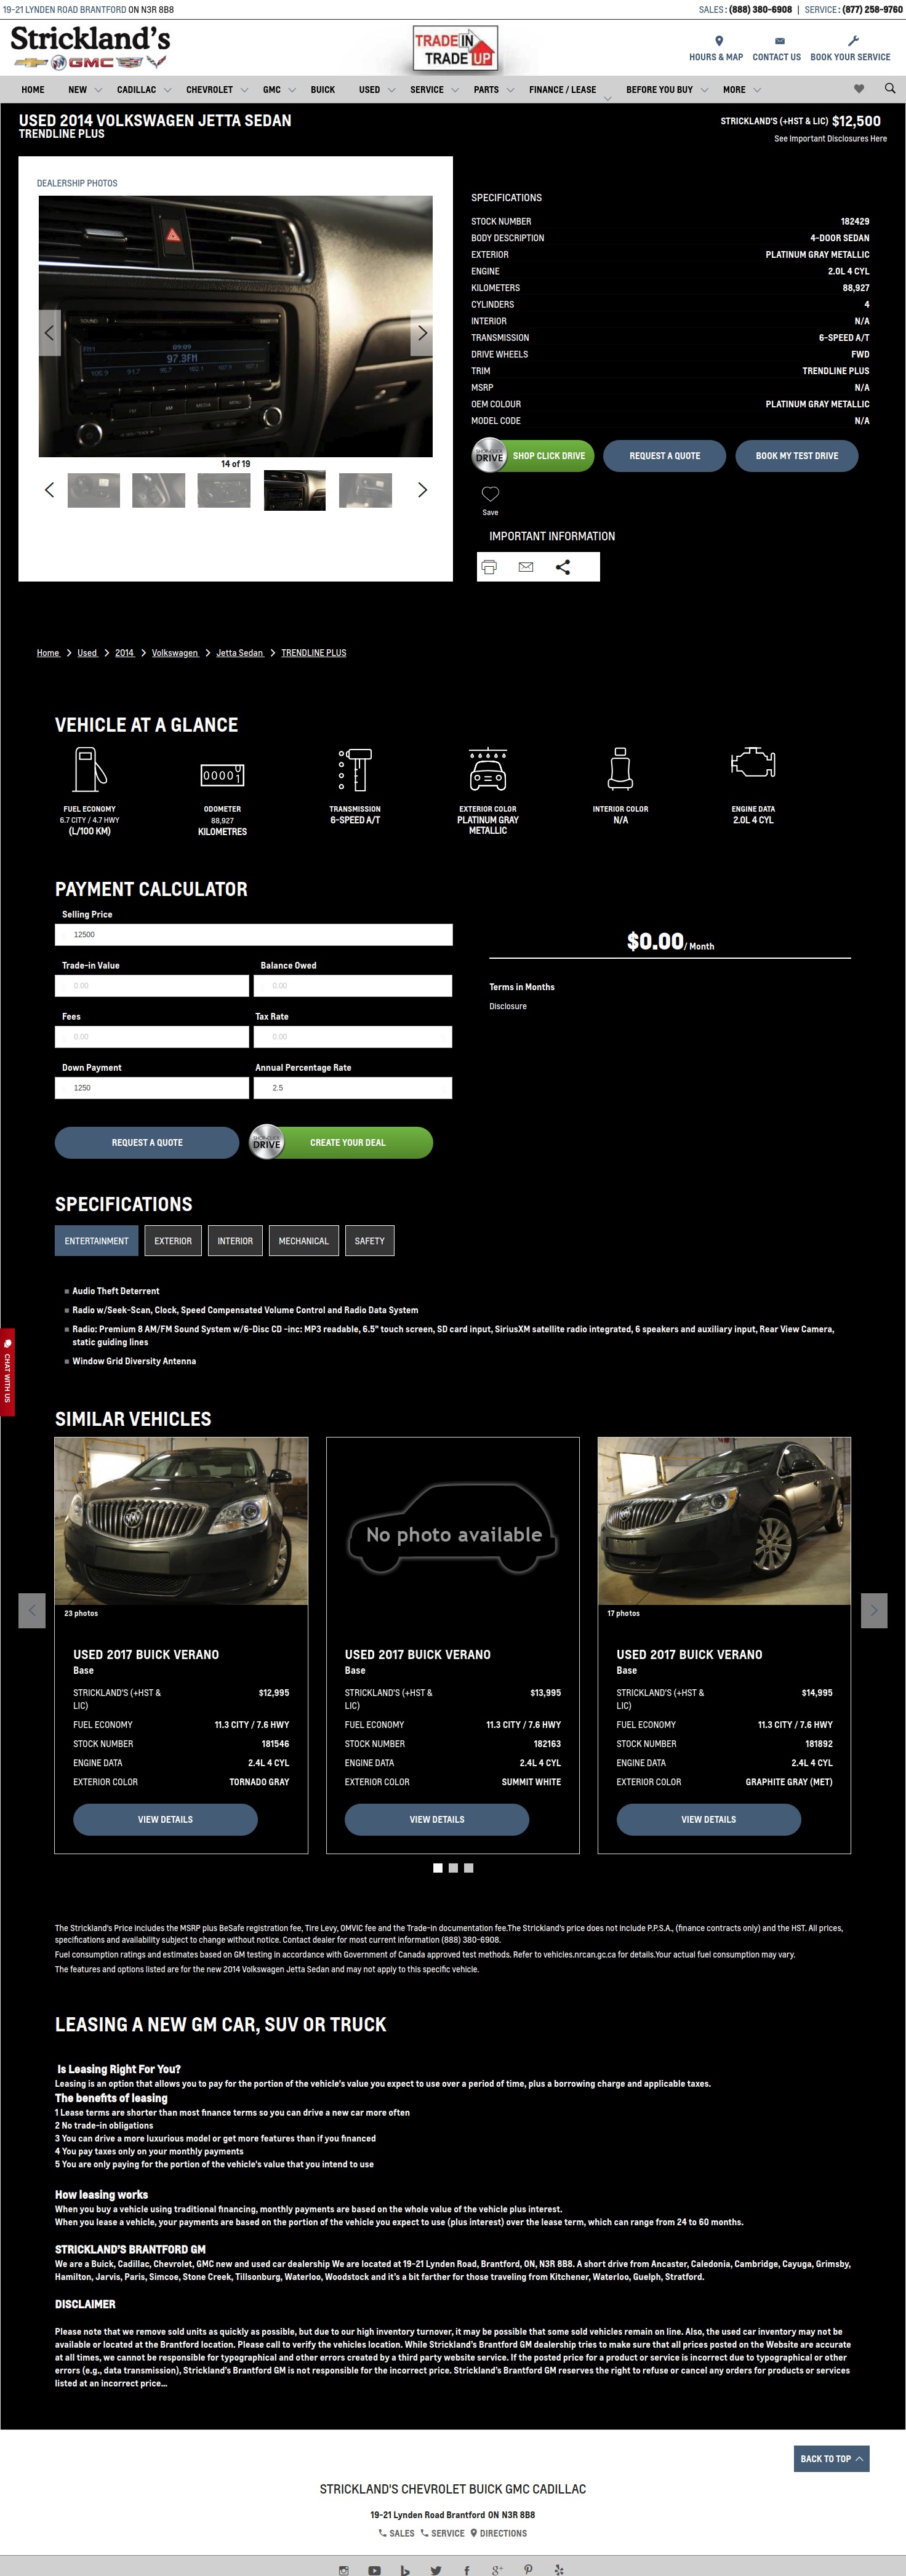 19-21 LYNDEN ROAD BRANTFORD ON N3R 8B8
SALES: (888) 380-6908 | SERVICE: (877) 258-9760
Strickland's
GMC
TRADE IN
TRADE UP
HOURS & MAP CONTACT US BOOK YOUR SERVICE
HOME NEW CADILLAC CHEVROLET GMC BUICK USED SERVICE PARTS FINANCE / LEASE BEFORE YOU BUY MORE
USED 2014 VOLKSWAGEN JETTA SEDAN
TRENDLINE PLUS
STRICKLAND'S (+HST & LIC) $12,500
See Important Disclosures Here
DEALERSHIP PHOTOS
SOUND
09:09
FM1 97.3FM
FM AM MEDIA MENU
14 of 19
SPECIFICATIONS
STOCK NUMBER 182429
BODY DESCRIPTION 4-DOOR SEDAN
EXTERIOR PLATINUM GRAY METALLIC
ENGINE 2.0L 4 CYL
KILOMETERS 88,927
CYLINDERS 4
INTERIOR N/A
TRANSMISSION 6-SPEED A/T
DRIVE WHEELS FWD
TRIM TRENDLINE PLUS
MSRP N/A
OEM COLOUR PLATINUM GRAY METALLIC
MODEL CODE N/A
SHOP·CLICK DRIVE SHOP CLICK DRIVE REQUEST A QUOTE BOOK MY TEST DRIVE
Save
IMPORTANT INFORMATION
Home Used 2014 Volkswagen Jetta Sedan TRENDLINE PLUS
VEHICLE AT A GLANCE
00001
FUEL ECONOMY ODOMETER TRANSMISSION EXTERIOR COLOR INTERIOR COLOR ENGINE DATA
6.7 CITY / 4.7 HWY 88,927 6-SPEED A/T PLATINUM GRAY N/A 2.0L 4 CYL
(L/100 KM) KILOMETRES METALLIC
PAYMENT CALCULATOR
Selling Price
12500
$0.00/ Month
Trade-in Value Balance Owed
0.00 0.00
Terms in Months
Disclosure
Fees Tax Rate
0.00 0.00
Down Payment Annual Percentage Rate
1250 2.5
REQUEST A QUOTE SHOP·CLICK DRIVE CREATE YOUR DEAL
SPECIFICATIONS
ENTERTAINMENT EXTERIOR INTERIOR MECHANICAL SAFETY
Audio Theft Deterrent
Radio w/Seek-Scan, Clock, Speed Compensated Volume Control and Radio Data System
Radio: Premium 8 AM/FM Sound System w/6-Disc CD -inc: MP3 readable, 6.5" touch screen, SD card input, SiriusXM satellite radio integrated, 6 speakers and auxiliary input, Rear View Camera,
static guiding lines
Window Grid Diversity Antenna
CHAT WITH US
SIMILAR VEHICLES
No photo available
23 photos 17 photos
USED 2017 BUICK VERANO USED 2017 BUICK VERANO USED 2017 BUICK VERANO
Base Base Base
STRICKLAND'S (+HST & $12,995 STRICKLAND'S (+HST & $13,995 STRICKLAND'S (+HST & $14,995
LIC) LIC) LIC)
FUEL ECONOMY 11.3 CITY / 7.6 HWY FUEL ECONOMY 11.3 CITY / 7.6 HWY FUEL ECONOMY 11.3 CITY / 7.6 HWY
STOCK NUMBER 181546 STOCK NUMBER 182163 STOCK NUMBER 181892
ENGINE DATA 2.4L 4 CYL ENGINE DATA 2.4L 4 CYL ENGINE DATA 2.4L 4 CYL
EXTERIOR COLOR TORNADO GRAY EXTERIOR COLOR SUMMIT WHITE EXTERIOR COLOR GRAPHITE GRAY (MET)
VIEW DETAILS VIEW DETAILS VIEW DETAILS
The Strickland's Price includes the MSRP plus BeSafe registration fee, Tire Levy, OMVIC fee and the Trade-in documentation fee.The Strickland's price does not include P.P.S.A., (finance contracts only) and the HST. All prices,
specifications and availability subject to change without notice. Contact dealer for most current information (888) 380-6908.
Fuel consumption ratings and estimates based on GM testing in accordance with Government of Canada approved test methods. Refer to vehicles.nrcan.gc.ca for details.Your actual fuel consumption may vary.
The features and options listed are for the new 2014 Volkswagen Jetta Sedan and may not apply to this specific vehicle.
LEASING A NEW GM CAR, SUV OR TRUCK
Is Leasing Right For You?
Leasing is an option that allows you to pay for the portion of the vehicle's value you expect to use over a period of time, plus a borrowing charge and applicable taxes.
The benefits of leasing
1 Lease terms are shorter than most finance terms so you can drive a new car more often
2 No trade-in obligations
3 You can drive a more luxurious model or get more features than if you financed
4 You pay taxes only on your monthly payments
5 You are only paying for the portion of the vehicle's value that you intend to use
How leasing works
When you buy a vehicle using traditional financing, monthly payments are based on the whole value of the vehicle plus interest.
When you lease a vehicle, your payments are based on the portion of the vehicle you expect to use (plus interest) over the lease term, which can range from 24 to 60 months.
STRICKLAND'S BRANTFORD GM
We are a Buick, Cadillac, Chevrolet, GMC new and used car dealership We are located at 19-21 Lynden Road, Brantford, ON, N3R 8B8. A short drive from Ancaster, Caledonia, Cambridge, Cayuga, Grimsby,
Hamilton, Jarvis, Paris, Simcoe, Stone Creek, Tillsonburg, Waterloo, Woodstock and it's a bit farther for those traveling from Kitchener, Waterloo, Guelph, Stratford.
DISCLAIMER
Please note that we remove sold units as quickly as possible, but due to our high inventory turnover, it may be possible that some sold vehicles remain on line. Also, the used car inventory may not be
available or located at the Brantford location. Please call to verify the vehicles location. While Strickland's Brantford GM dealership tries to make sure that all prices posted on the Website are accurate
at all times, we cannot be responsible for typographical and other errors created by a third party website service. If the posted price for a product or service is incorrect due to typographical or other
errors (e.g., data transmission), Strickland's Brantford GM is not responsible for the incorrect price. Strickland's Brantford GM reserves the right to refuse or cancel any orders for products or services
listed at an incorrect price...
BACK TO TOP
STRICKLAND'S CHEVROLET BUICK GMC CADILLAC
19-21 Lynden Road Brantford ON N3R 8B8
SALES SERVICE DIRECTIONS